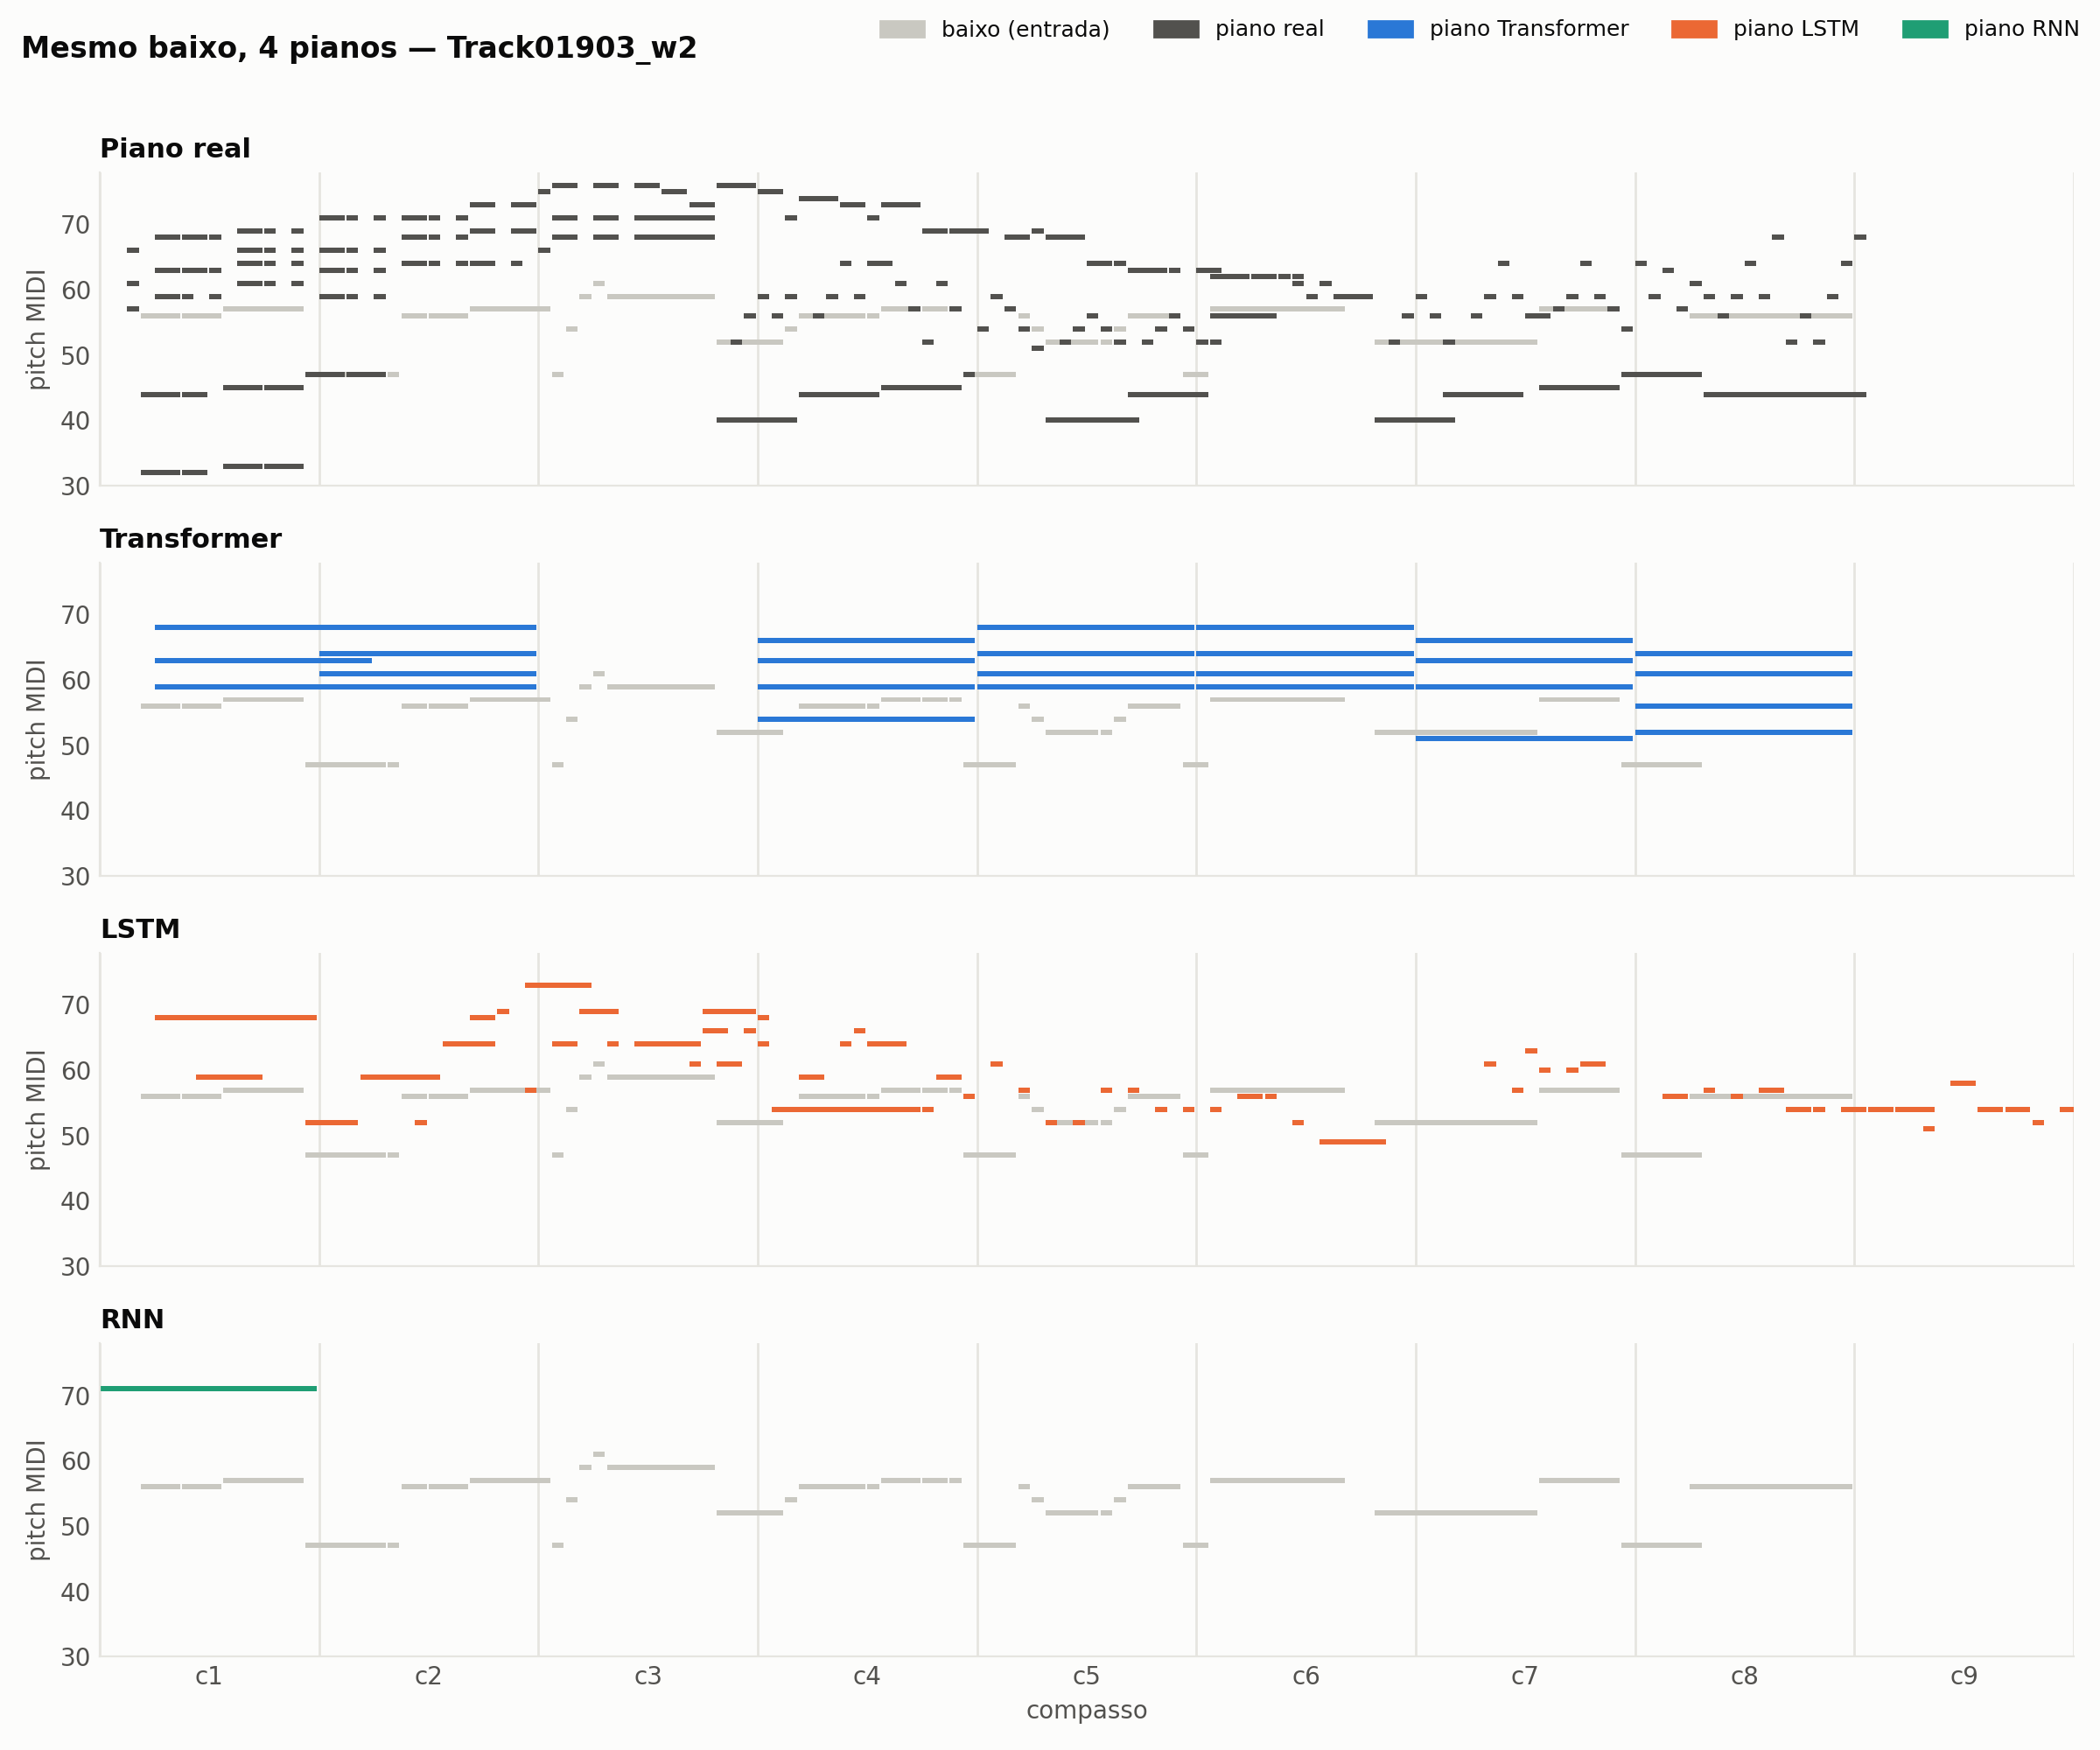 Mesmo baixo, 4 pianos — Track01903_w2
baixo (entrada) piano real piano Transformer piano LSTM piano RNN
Piano real
pitch MIDI
70
60
50
40
30
Transformer
pitch MIDI
70
60
50
40
30
LSTM
pitch MIDI
70
60
50
40
30
RNN
pitch MIDI
70
60
50
40
30
c1 c2 c3 c4 c5 c6 c7 c8 c9
compasso